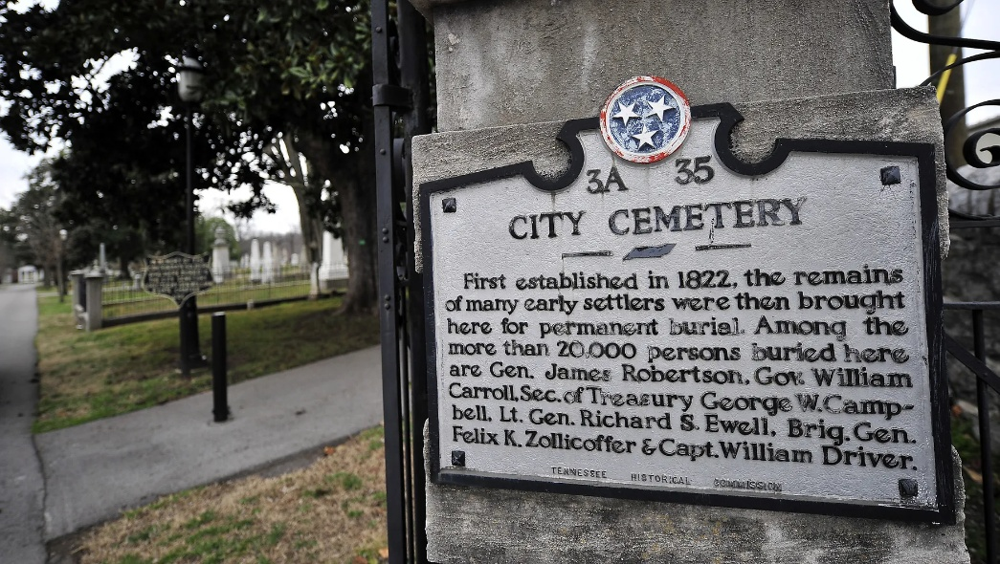 3A 35
CITY CEMETERY
First established in 1822, the remains
of many early settlers were then brought
here for permanent burial. Among the
more than 20,000 persons buried here
are Gen. James Robertson, Gov. William
Carroll, Sec. of Treasury George W. Camp-
bell, Lt. Gen. Richard S. Ewell, Brig. Gen.
Felix K. Zollicoffer & Capt. William Driver.
TENNESSEE HISTORICAL COMMISSION